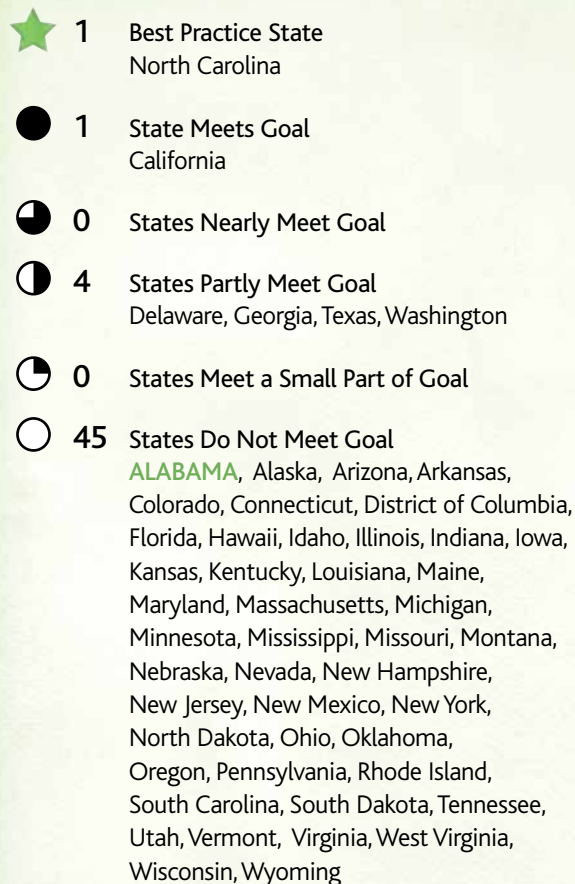 1 Best Practice State
North Carolina
1 State Meets Goal
California
0 States Nearly Meet Goal
4 States Partly Meet Goal
Delaware, Georgia, Texas, Washington
0 States Meet a Small Part of Goal
45 States Do Not Meet Goal
ALABAMA, Alaska, Arizona, Arkansas,
Colorado, Connecticut, District of Columbia,
Florida, Hawaii, Idaho, Illinois, Indiana, Iowa,
Kansas, Kentucky, Louisiana, Maine,
Maryland, Massachusetts, Michigan,
Minnesota, Mississippi, Missouri, Montana,
Nebraska, Nevada, New Hampshire,
New Jersey, New Mexico, New York,
North Dakota, Ohio, Oklahoma,
Oregon, Pennsylvania, Rhode Island,
South Carolina, South Dakota, Tennessee,
Utah, Vermont, Virginia, West Virginia,
Wisconsin, Wyoming